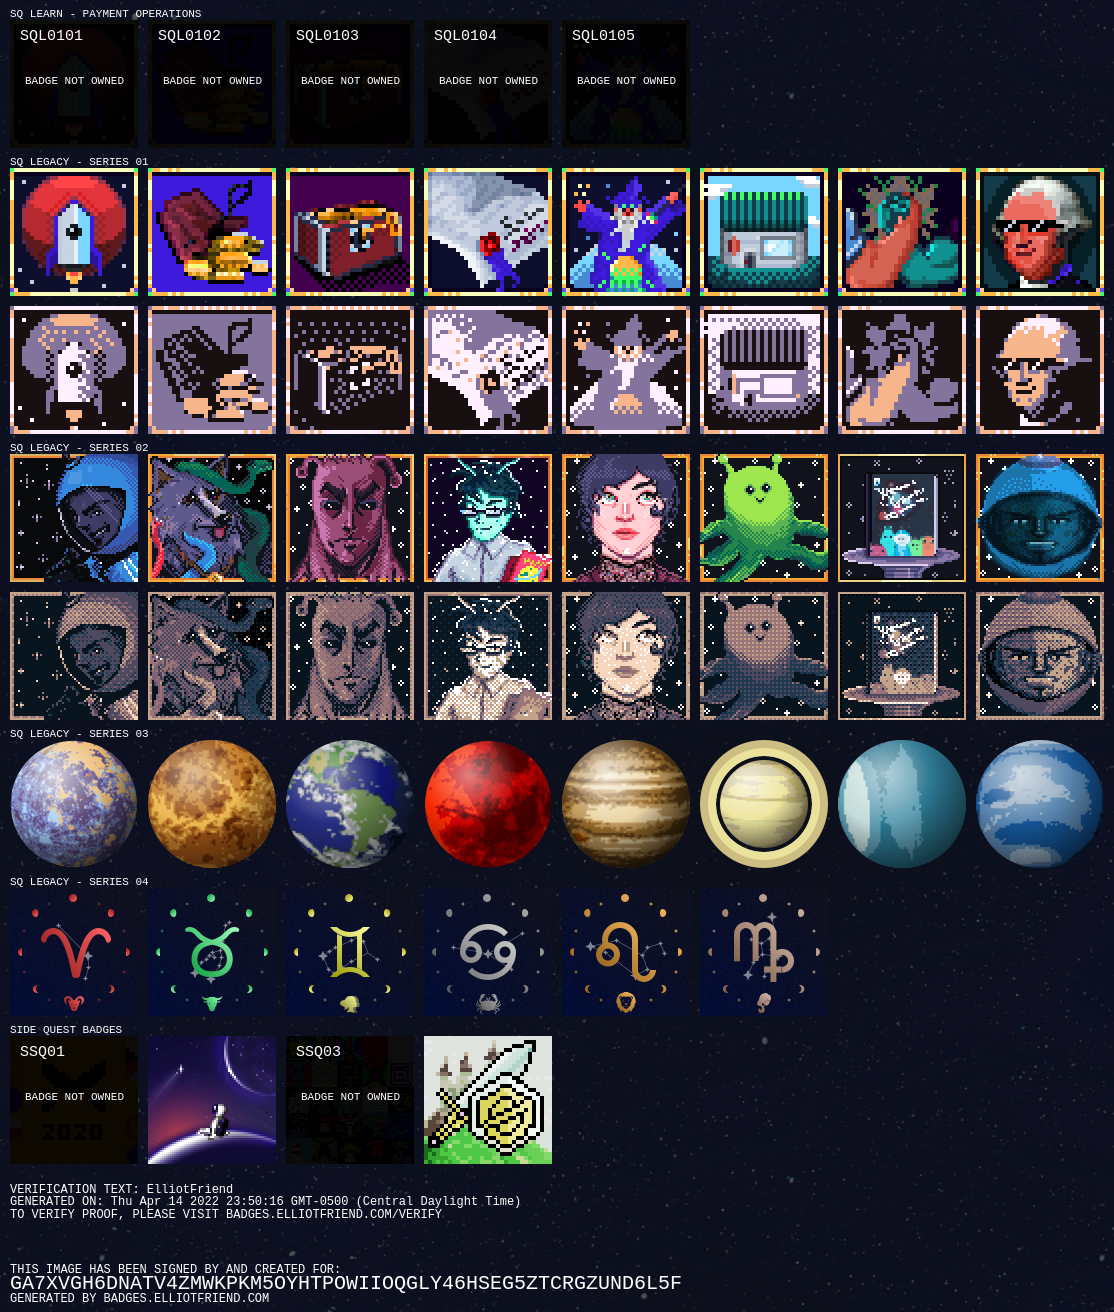 SQ LEARN - PAYMENT OPERATIONS
SQL0101 SQL0102 SQL0103 SQL0104 SQL0105
BADGE NOT OWNED BADGE NOT OWNED BADGE NOT OWNED BADGE NOT OWNED BADGE NOT OWNED
SQ LEGACY - SERIES 01
SQ LEGACY - SERIES 02
SQ LEGACY - SERIES 03
SQ LEGACY - SERIES 04
SIDE QUEST BADGES
SSQ01 SSQ03
BADGE NOT OWNED BADGE NOT OWNED
2020
VERIFICATION TEXT: ElliotFriend
GENERATED ON: Thu Apr 14 2022 23:50:16 GMT-0500 (Central Daylight Time)
TO VERIFY PROOF, PLEASE VISIT BADGES.ELLIOTFRIEND.COM/VERIFY
THIS IMAGE HAS BEEN SIGNED BY AND CREATED FOR:
GA7XVGH6DNATV4ZMWKPKM5OYHTPOWIIOQGLY46HSEG5ZTCRGZUND6L5F
GENERATED BY BADGES.ELLIOTFRIEND.COM